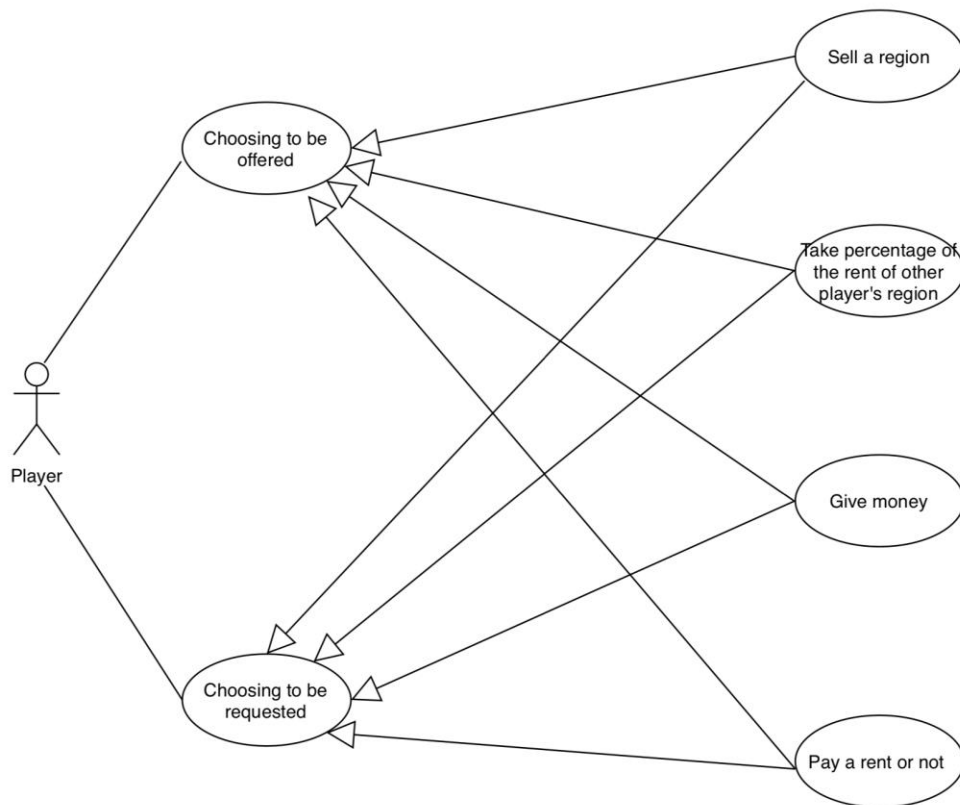 Sell a region
Choosing to be
offered
Take percentage of
the rent of other
player's region
Player
Give money
Choosing to be
requested
Pay a rent or not